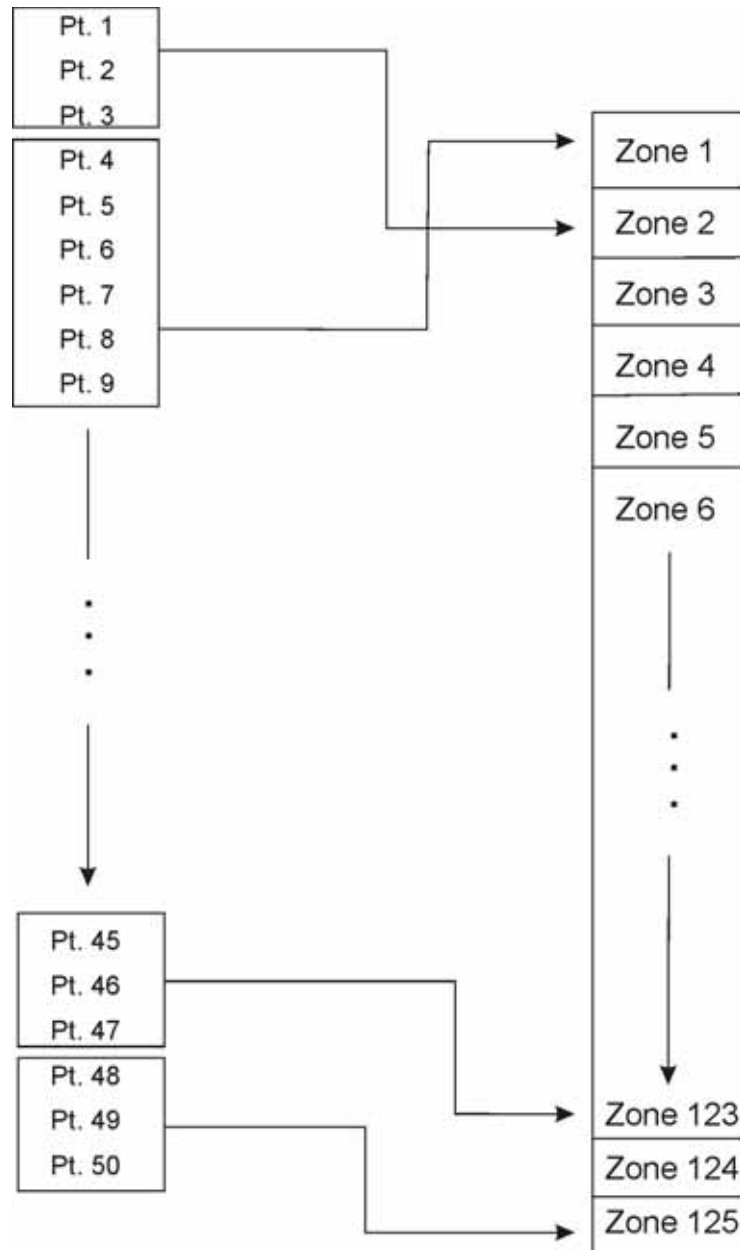 Pt. 1
Pt. 2
Pt. 3
Pt. 4
Pt. 5
Pt. 6
Pt. 7
Pt. 8
Pt. 9
Pt. 45
Pt. 46
Pt. 47
Pt. 48
Pt. 49
Pt. 50
Zone 1
Zone 2
Zone 3
Zone 4
Zone 5
Zone 6
Zone 123
Zone 124
Zone 125